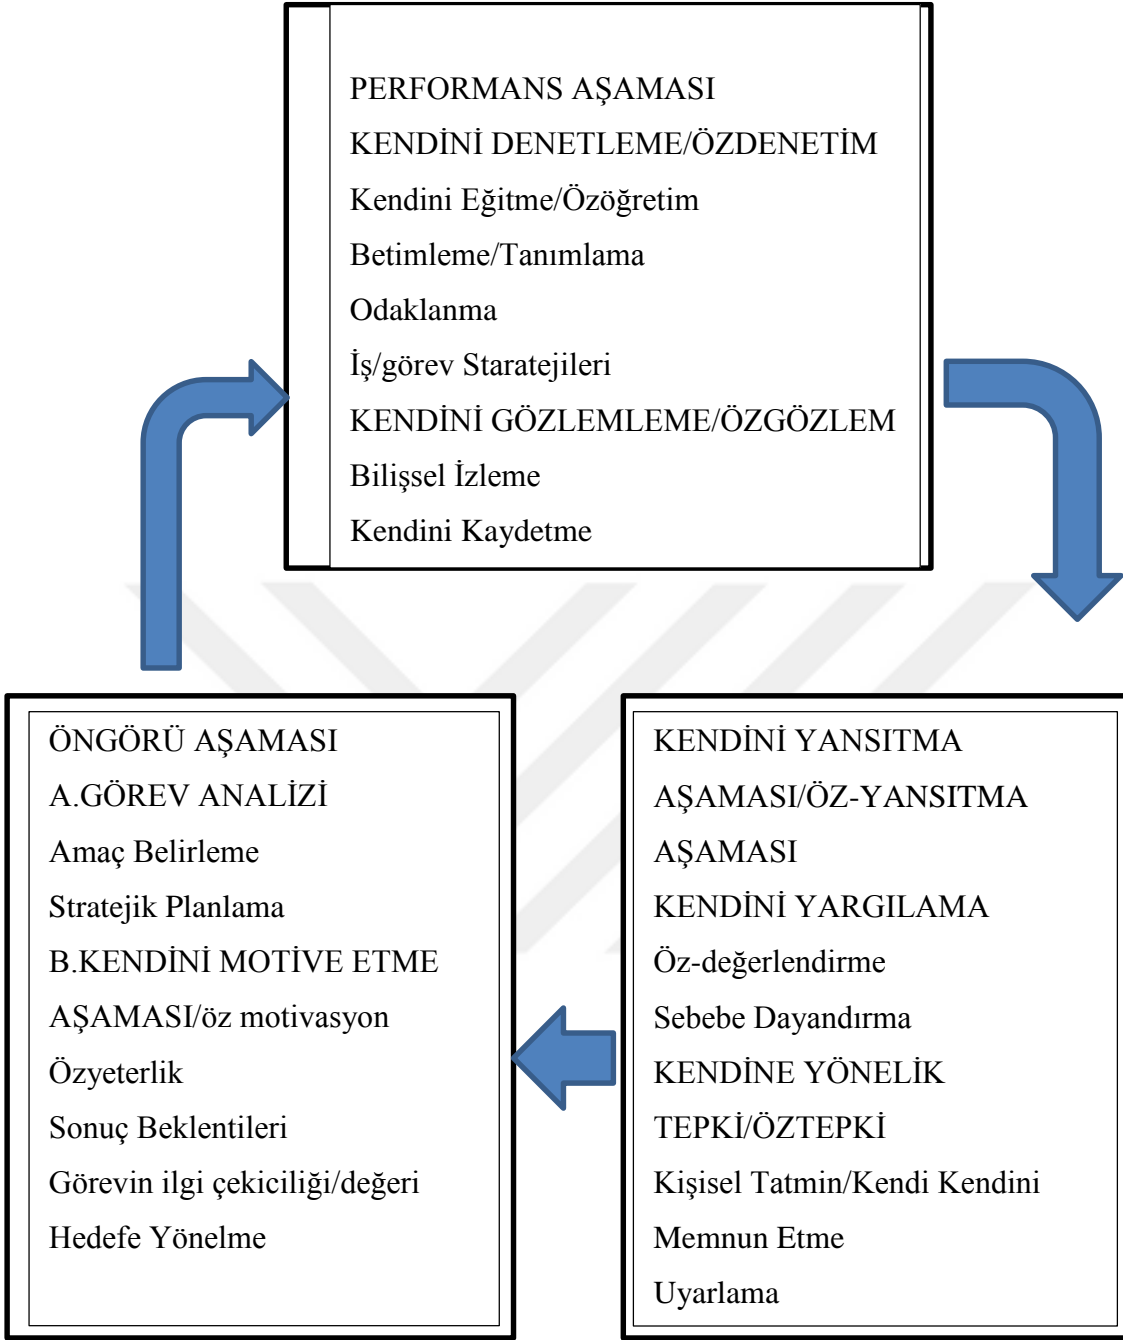 PERFORMANS AŞAMASI
KENDİNİ DENETLEME/ÖZDENETİM
Kendini Eğitme/Özöğretim
Betimleme/Tanımlama
Odaklanma
İş/görev Staratejileri
KENDİNİ GÖZLEMLEME/ÖZGÖZLEM
Bilişsel İzleme
Kendini Kaydetme
ÖNGÖRÜ AŞAMASI
A.GÖREV ANALİZİ
Amaç Belirleme
Stratejik Planlama
B.KENDİNİ MOTİVE ETME
AŞAMASI/öz motivasyon
Özyeterlik
Sonuç Beklentileri
Görevin ilgi çekiciliği/değeri
Hedefe Yönelme
KENDİNİ YANSITMA
AŞAMASI/ÖZ-YANSITMA
AŞAMASI
KENDİNİ YARGILAMA
Öz-değerlendirme
Sebebe Dayandırma
KENDİNE YÖNELİK
TEPKİ/ÖZTEPKİ
Kişisel Tatmin/Kendi Kendini
Memnun Etme
Uyarlama